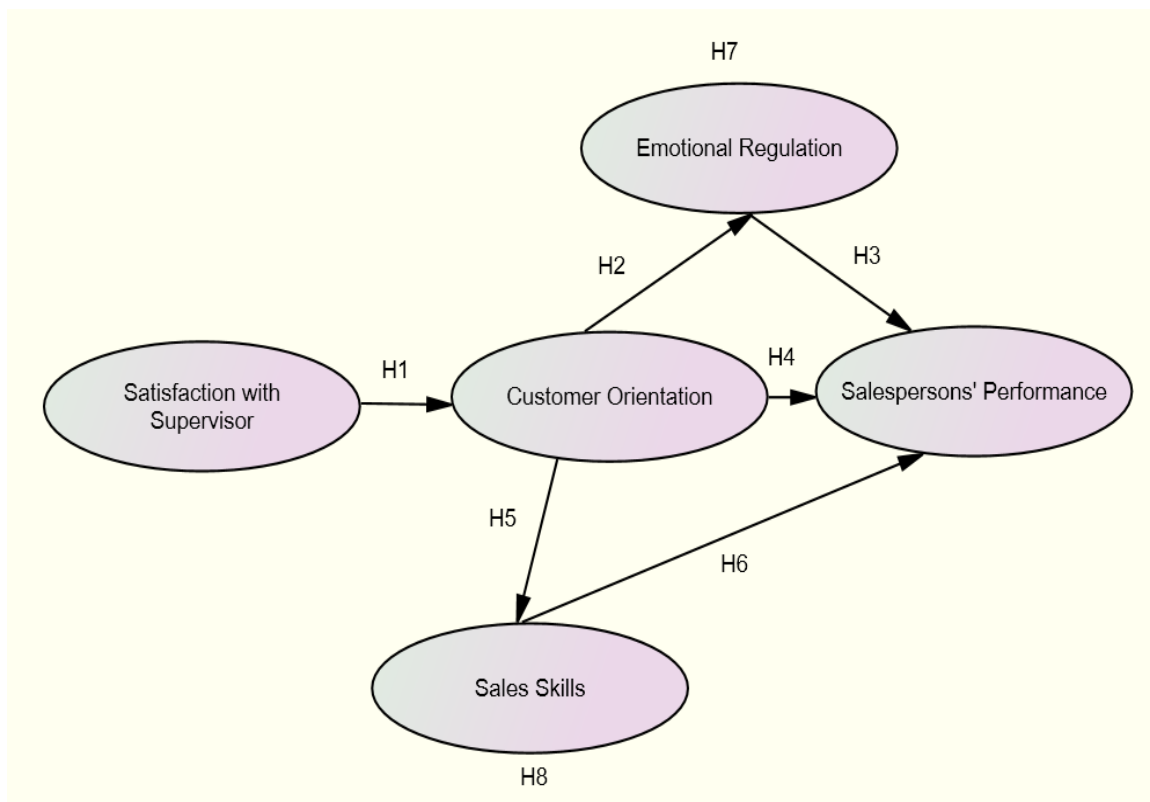 H7
Emotional Regulation
H2
H3
Satisfaction with
Supervisor
H1
Customer Orientation
H4
Salespersons' Performance
H5
H6
Sales Skills
H8